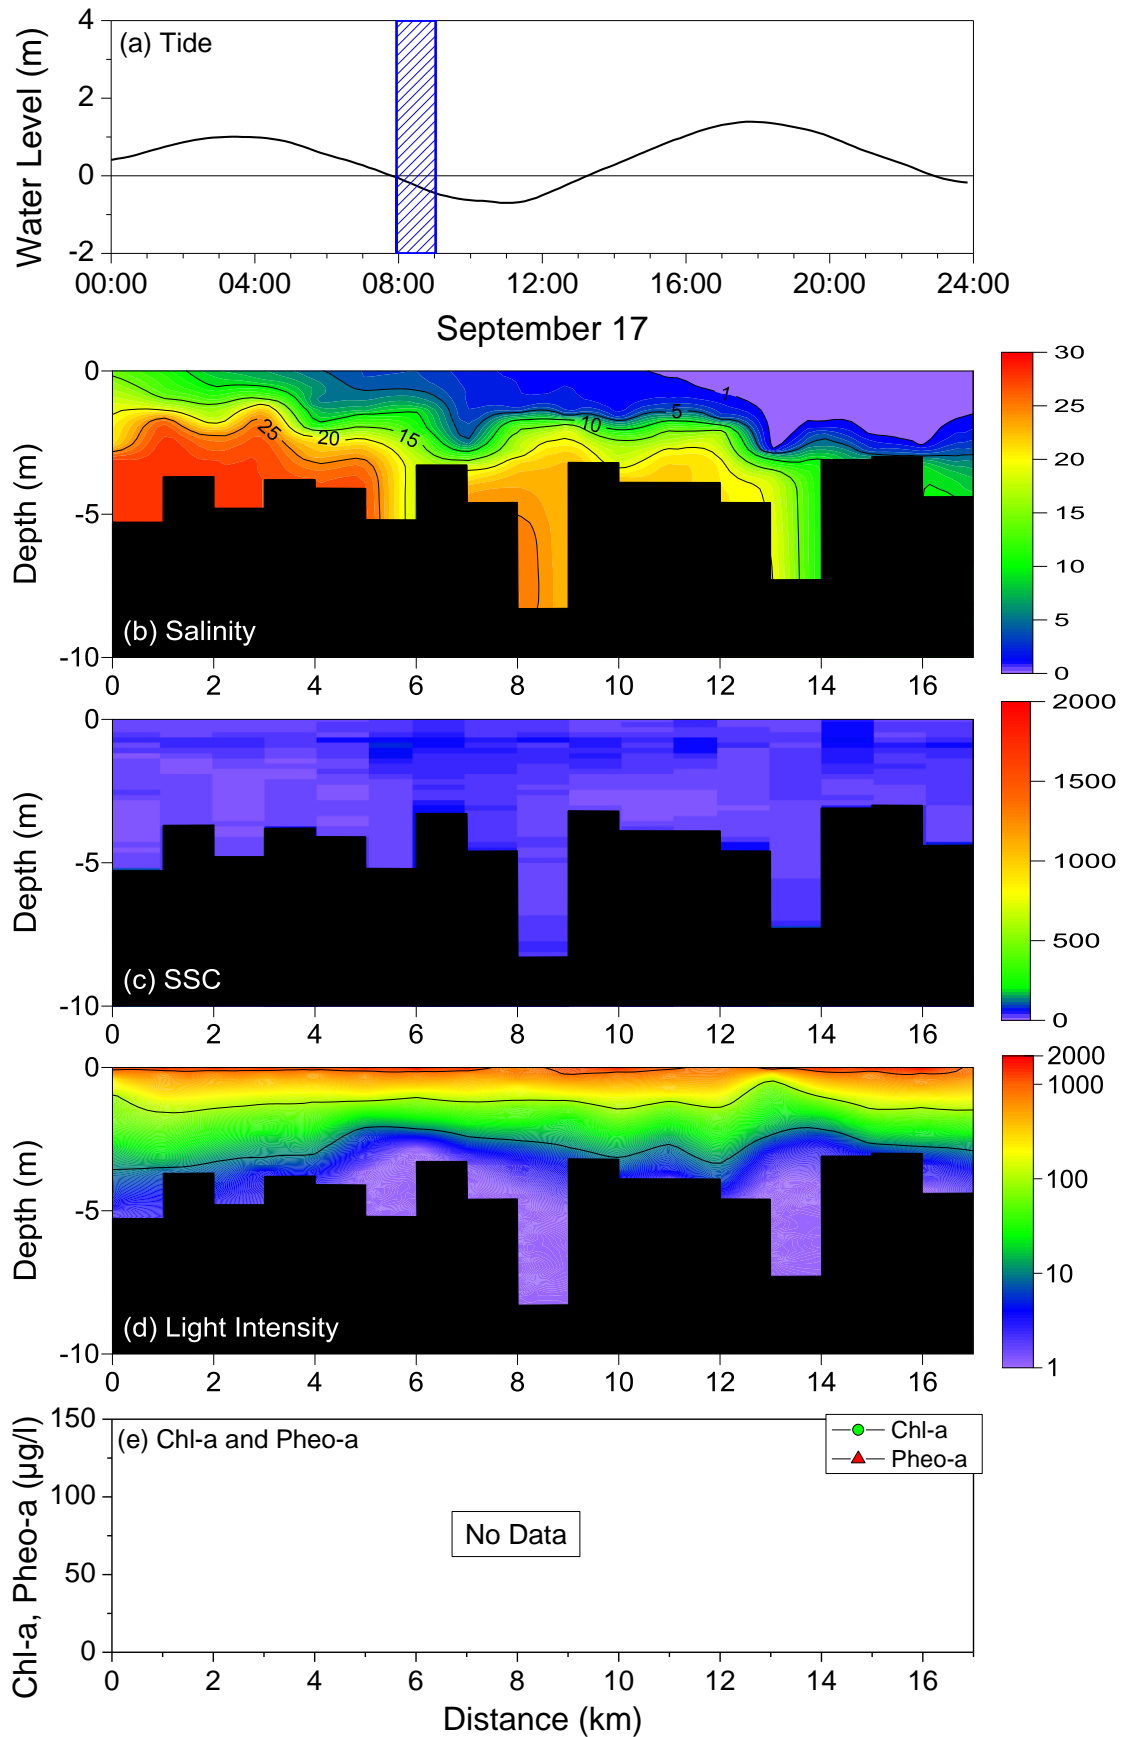 4
(a) Tide
2
0
-2
Water Level (m)
00:00 04:00 08:00 12:00 16:00 20:00 24:00
September 17
0
-5
-10
Depth (m)
1
5
10
15
20
25
(b) Salinity
30
25
20
15
10
5
0
0 2 4 6 8 10 12 14 16
0
-5
-10
Depth (m)
(c) SSC
2000
1500
1000
500
0
0 2 4 6 8 10 12 14 16
0
-5
-10
Depth (m)
(d) Light Intensity
2000
1000
100
10
1
0 2 4 6 8 10 12 14 16
150
100
50
0
Chl-a, Pheo-a (µg/l)
(e) Chl-a and Pheo-a
Chl-a
Pheo-a
No Data
0 2 4 6 8 10 12 14 16
Distance (km)